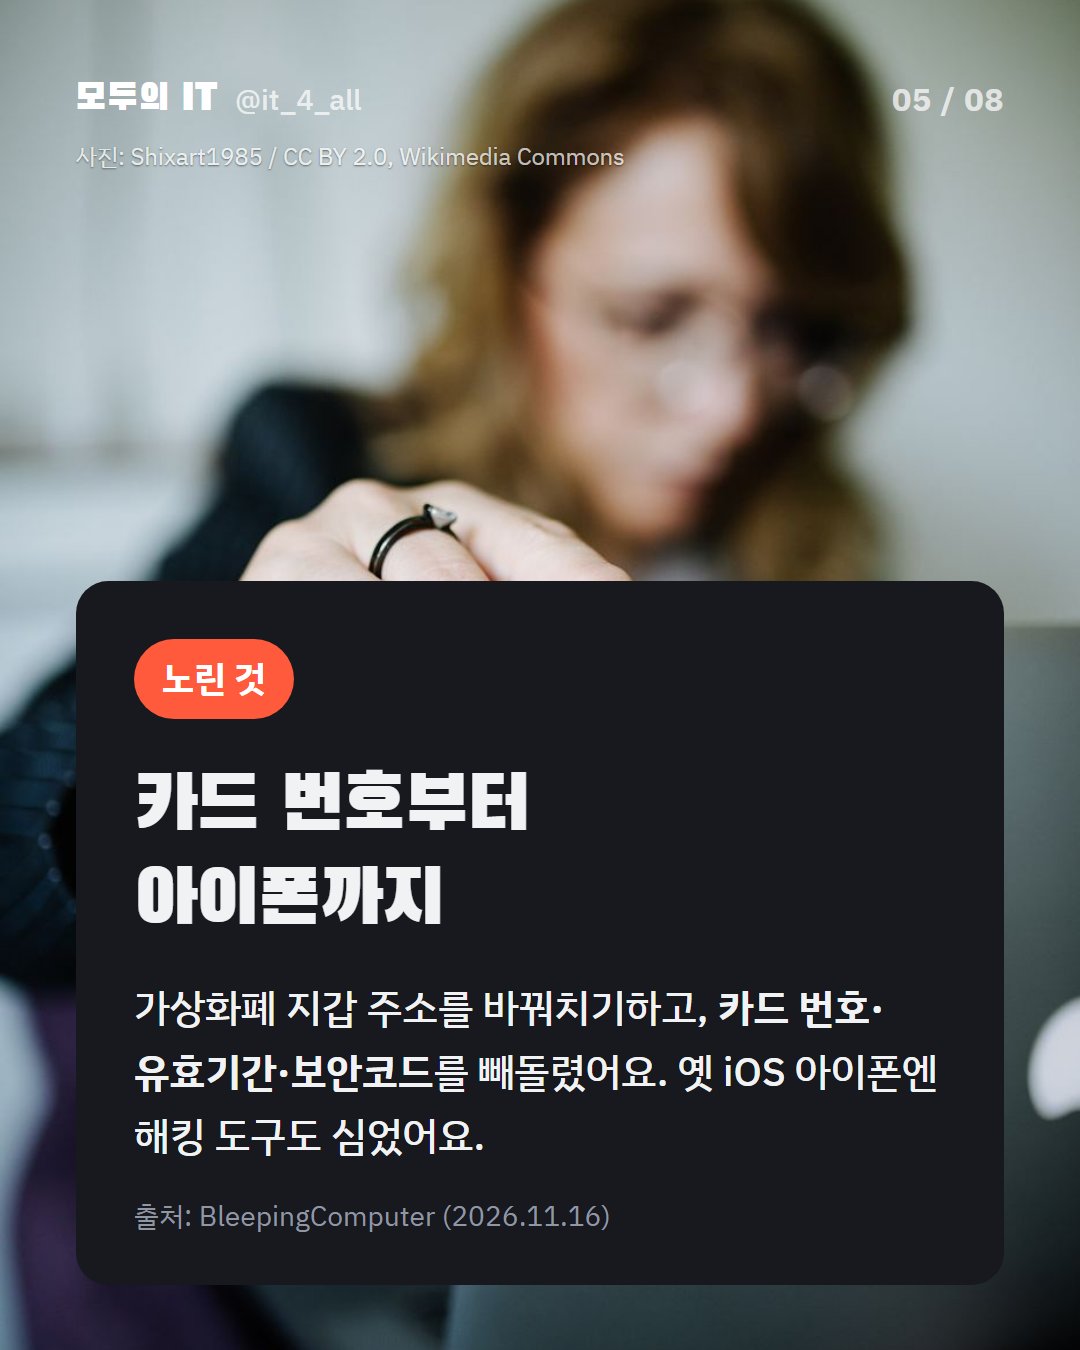 모두의 IT @it_4_all
05 / 08
사진: Shixart1985 / CC BY 2.0, Wikimedia Commons
노린 것
카드 번호부터
아이폰까지
가상화폐 지갑 주소를 바꿔치기하고, 카드 번호·
유효기간·보안코드를 빼돌렸어요. 옛 iOS 아이폰엔
해킹 도구도 심었어요.
출처: BleepingComputer (2026.11.16)